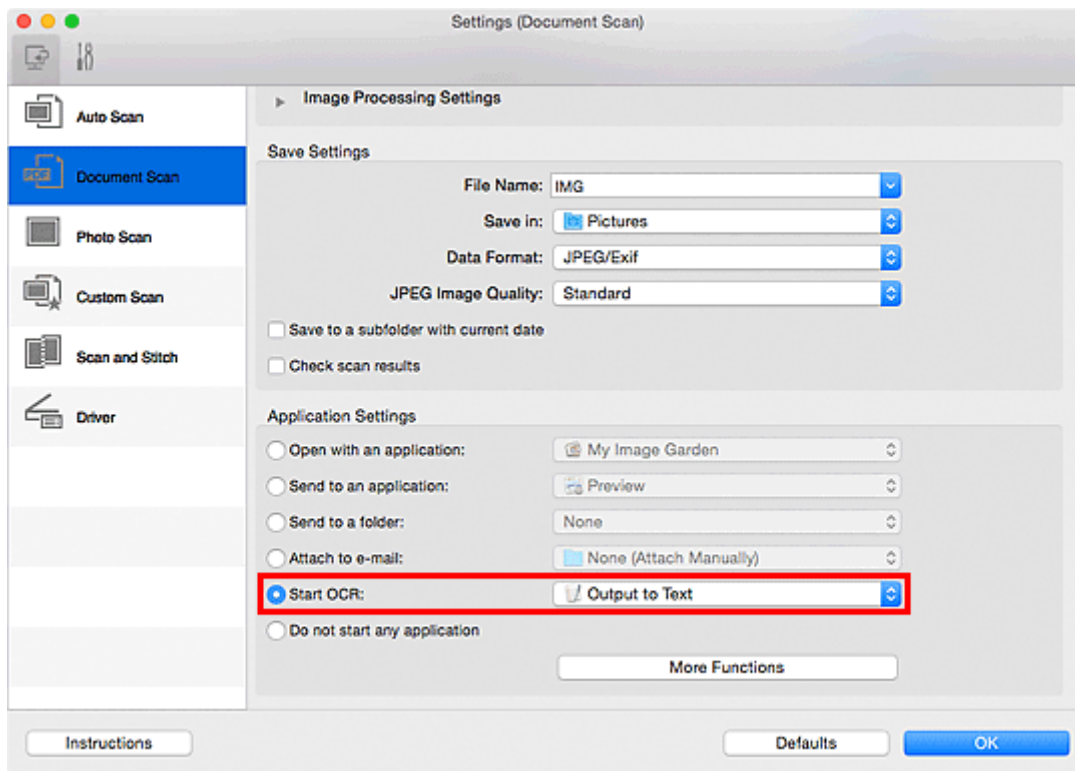 Settings (Document Scan)
Auto Scan
PDF
Document Scan
Photo Scan
Custom Scan
Scan and Stitch
Driver
Image Processing Settings
Save Settings
File Name: IMG
Save in: Pictures
Data Format: JPEG/Exif
JPEG Image Quality: Standard
Save to a subfolder with current date
Check scan results
Application Settings
Open with an application: My Image Garden
Send to an application: Preview
Send to a folder: None
Attach to e-mail: None (Attach Manually)
Start OCR: Output to Text
Do not start any application
More Functions
Instructions
Defaults
OK